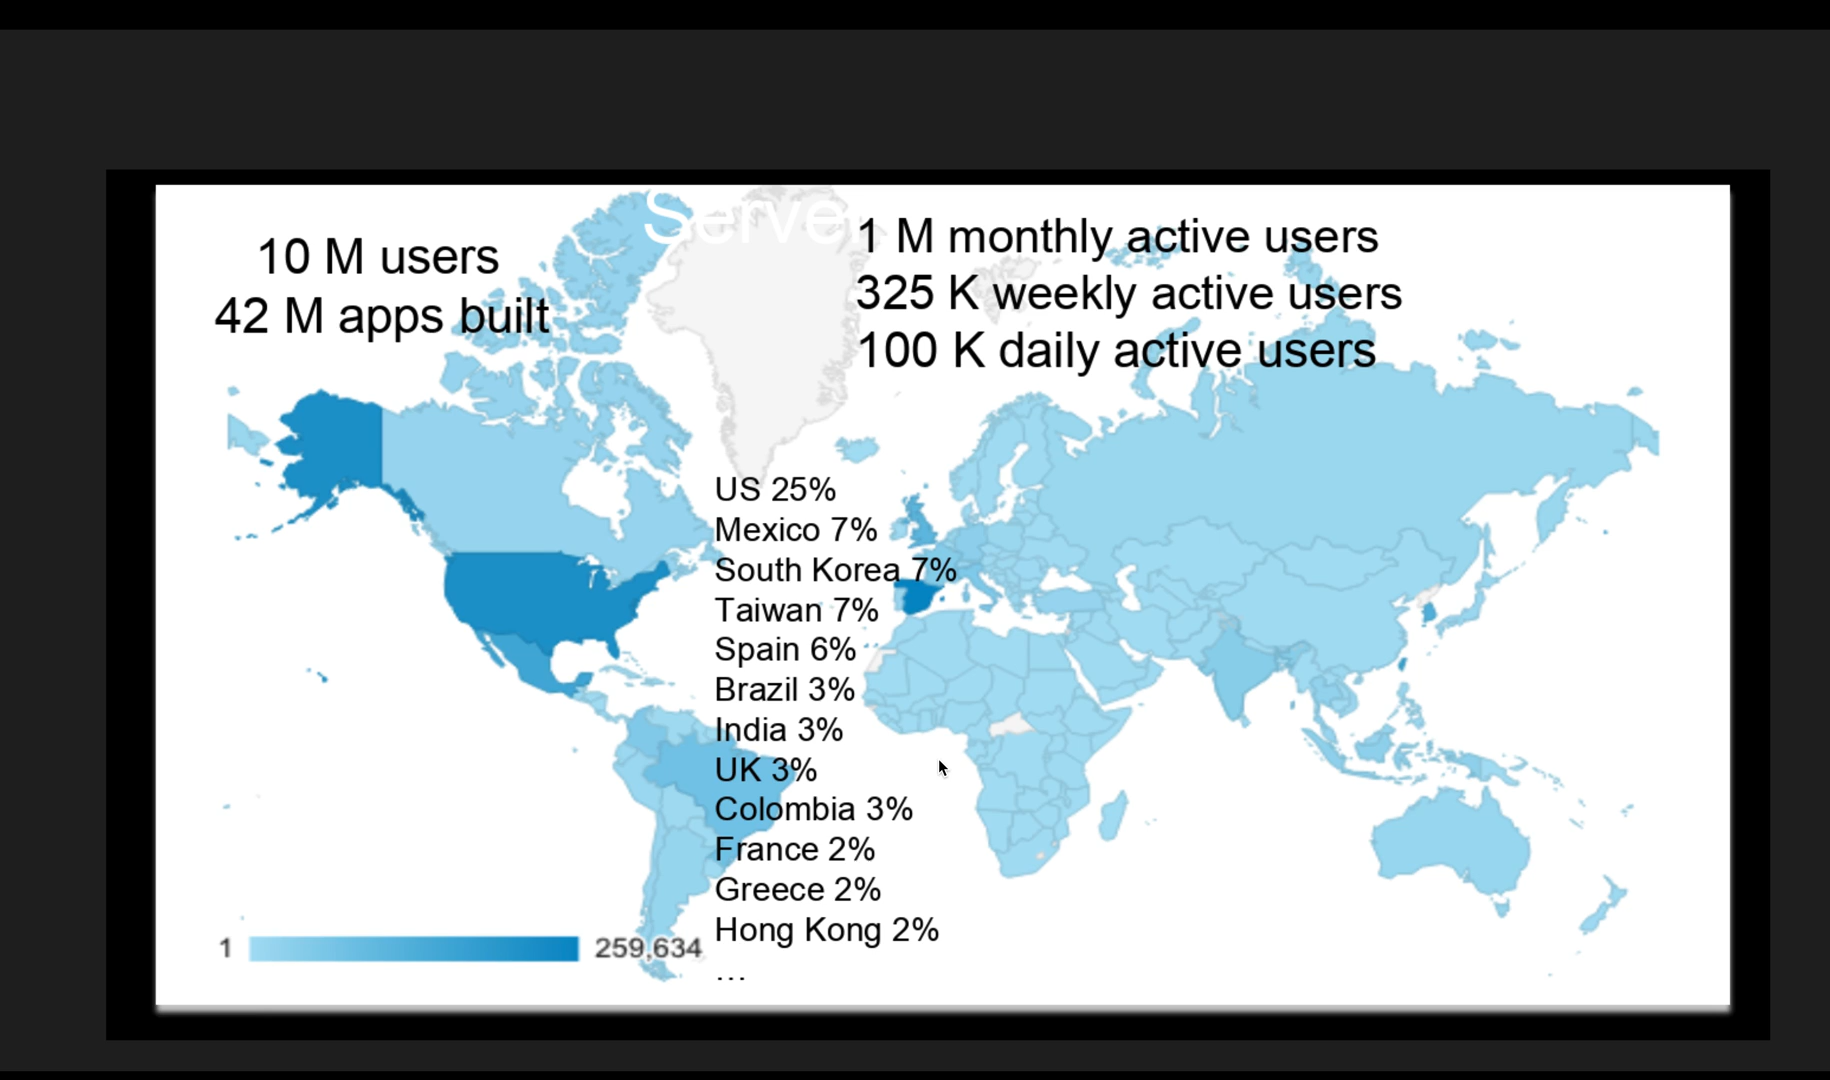 Server
10 M users
42 M apps built
1 M monthly active users
325 K weekly active users
100 K daily active users
US 25%
Mexico 7%
South Korea 7%
Taiwan 7%
Spain 6%
Brazil 3%
India 3%
UK 3%
Colombia 3%
France 2%
Greece 2%
Hong Kong 2%
...
1
259,634